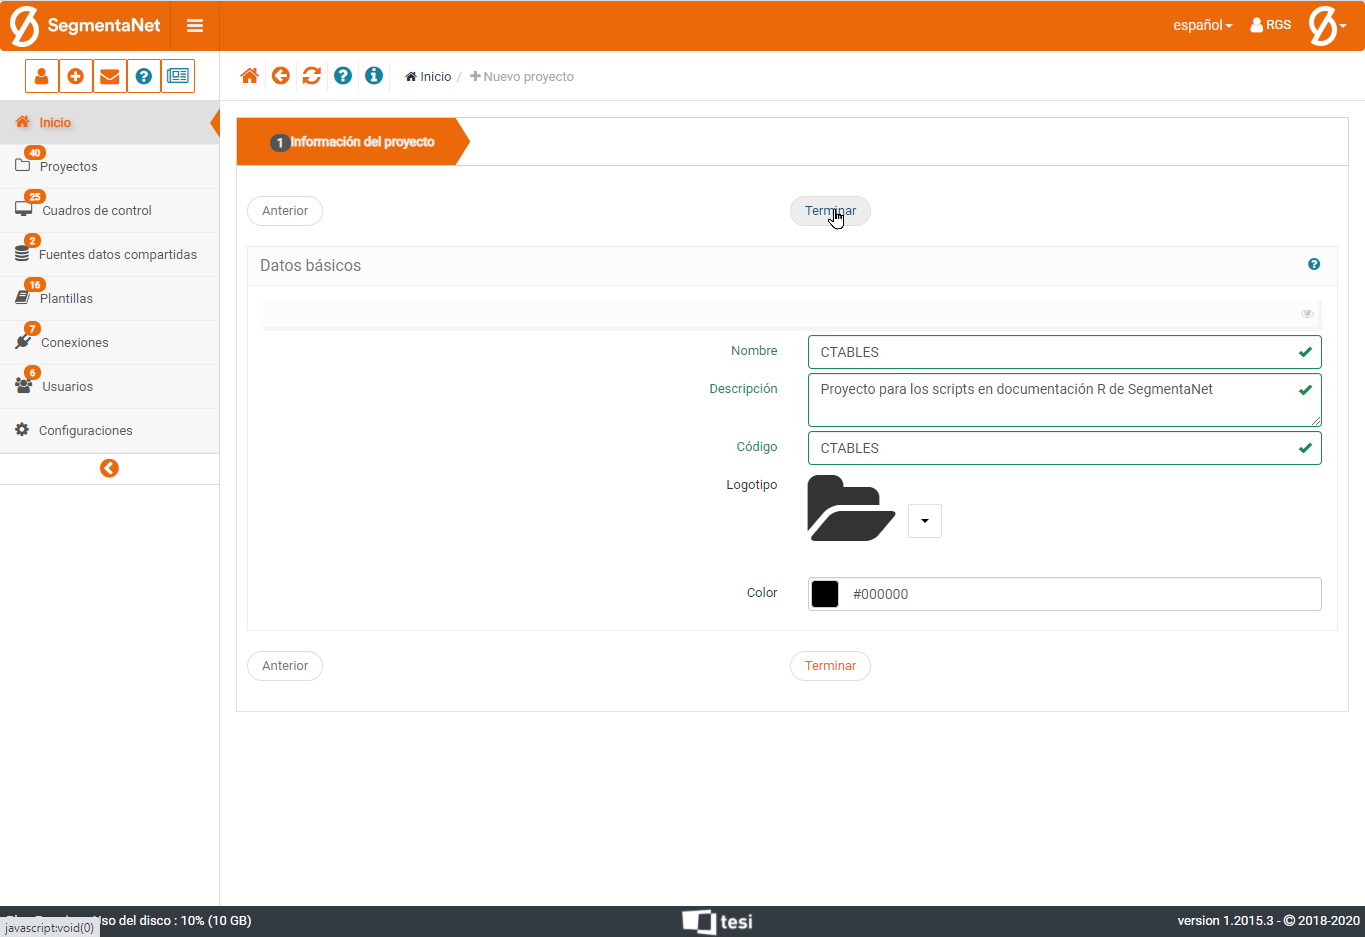 SegmentaNet
español
RGS
Inicio / Nuevo proyecto
Inicio
40
Proyectos
25
Cuadros de control
2
Fuentes datos compartidas
16
Plantillas
7
Conexiones
6
Usuarios
Configuraciones
1 Información del proyecto
Anterior
Terminar
Datos básicos
Nombre
CTABLES
Descripción
Proyecto para los scripts en documentación R de SegmentaNet
Código
CTABLES
Logotipo
Color
#000000
Anterior
Terminar
so del disco : 10% (10 GB)
javascript:void(0)
tesi
version 1.2015.3 - © 2018-2020